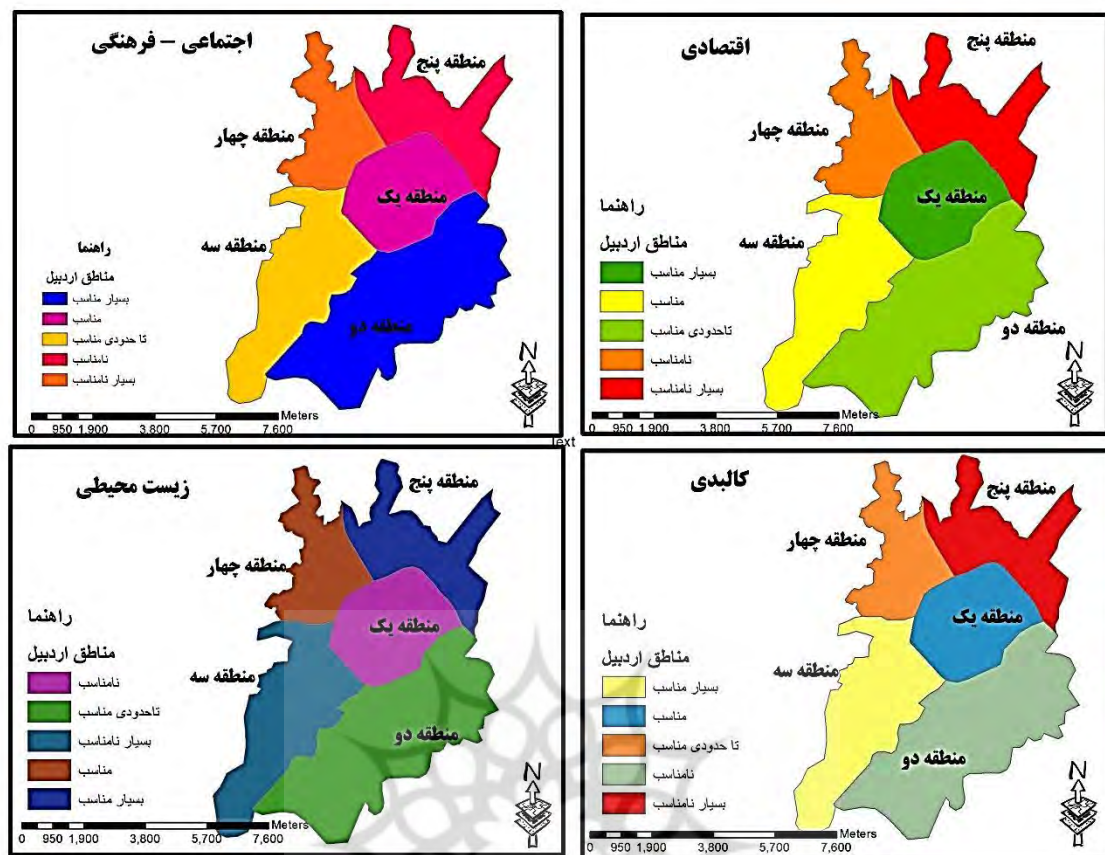 اجتماعی - فرهنگی
منطقه پنج
منطقه چهار
منطقه یک
منطقه سه
منطقه دو
راهنما
مناطق اردبیل
بسیار مناسب
مناسب
تا حدودی مناسب
نامناسب
بسیار نامناسب
N
Meters
0 950 1,900 3,800 5,700 7,600
اقتصادی
منطقه پنج
منطقه چهار
منطقه یک
منطقه سه
منطقه دو
راهنما
مناطق اردبیل
بسیار مناسب
مناسب
تاحدودی مناسب
نامناسب
بسیار نامناسب
N
Meters
0 950 1,900 3,800 5,700 7,600
Text
زیست محیطی
منطقه پنج
منطقه چهار
منطقه یک
منطقه سه
منطقه دو
راهنما
مناطق اردبیل
نامناسب
تاحدودی مناسب
بسیار نامناسب
مناسب
بسیار مناسب
N
Meters
0 950 1,900 3,800 5,700 7,600
کالبدی
منطقه پنج
منطقه چهار
منطقه یک
منطقه سه
منطقه دو
راهنما
مناطق اردبیل
بسیار مناسب
مناسب
تا حدودی مناسب
نامناسب
بسیار نامناسب
N
Meters
0 950 1,900 3,800 5,700 7,600